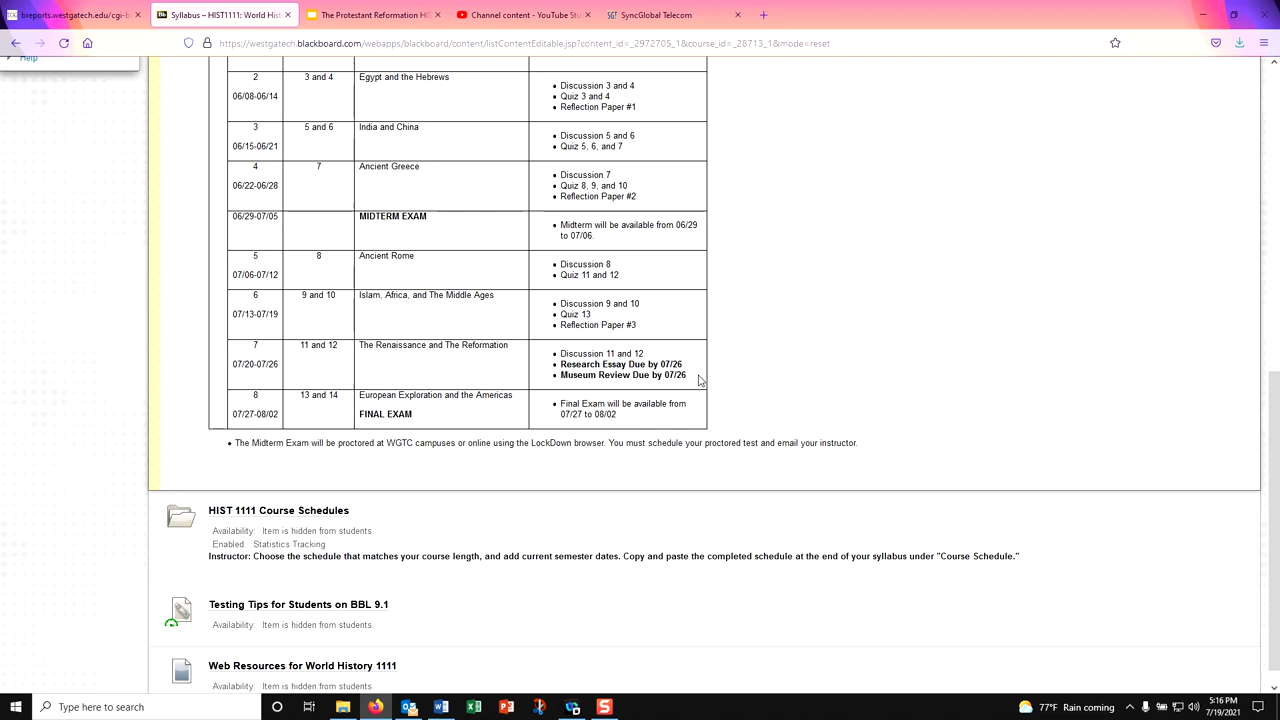 breports.westgatech.edu/cgi-b
Syllabus – HIST1111: World His
The Protestant Reformation HIS
Channel content - YouTube Stu
SyncGlobal Telecom
https://westgatech.blackboard.com/webapps/blackboard/content/listContentEditable.jsp?content_id=_2972705_1&course_id=_28713_1&mode=reset
Help
2
06/08-06/14
3 and 4
Egypt and the Hebrews
• Discussion 3 and 4
• Quiz 3 and 4
• Reflection Paper #1
3
06/15-06/21
5 and 6
India and China
• Discussion 5 and 6
• Quiz 5, 6, and 7
4
06/22-06/28
7
Ancient Greece
• Discussion 7
• Quiz 8, 9, and 10
• Reflection Paper #2
06/29-07/05
MIDTERM EXAM
• Midterm will be available from 06/29
to 07/06.
5
07/06-07/12
8
Ancient Rome
• Discussion 8
• Quiz 11 and 12
6
07/13-07/19
9 and 10
Islam, Africa, and The Middle Ages
• Discussion 9 and 10
• Quiz 13
• Reflection Paper #3
7
07/20-07/26
11 and 12
The Renaissance and The Reformation
• Discussion 11 and 12
• Research Essay Due by 07/26
• Museum Review Due by 07/26
8
07/27-08/02
13 and 14
European Exploration and the Americas
FINAL EXAM
• Final Exam will be available from
07/27 to 08/02
• The Midterm Exam will be proctored at WGTC campuses or online using the LockDown browser. You must schedule your proctored test and email your instructor.
HIST 1111 Course Schedules
Availability: Item is hidden from students.
Enabled: Statistics Tracking
Instructor: Choose the schedule that matches your course length, and add current semester dates. Copy and paste the completed schedule at the end of your syllabus under "Course Schedule."
Testing Tips for Students on BBL 9.1
Availability: Item is hidden from students.
Web Resources for World History 1111
Availability: Item is hidden from students.
Type here to search
77°F Rain coming
5:16 PM
7/19/2021